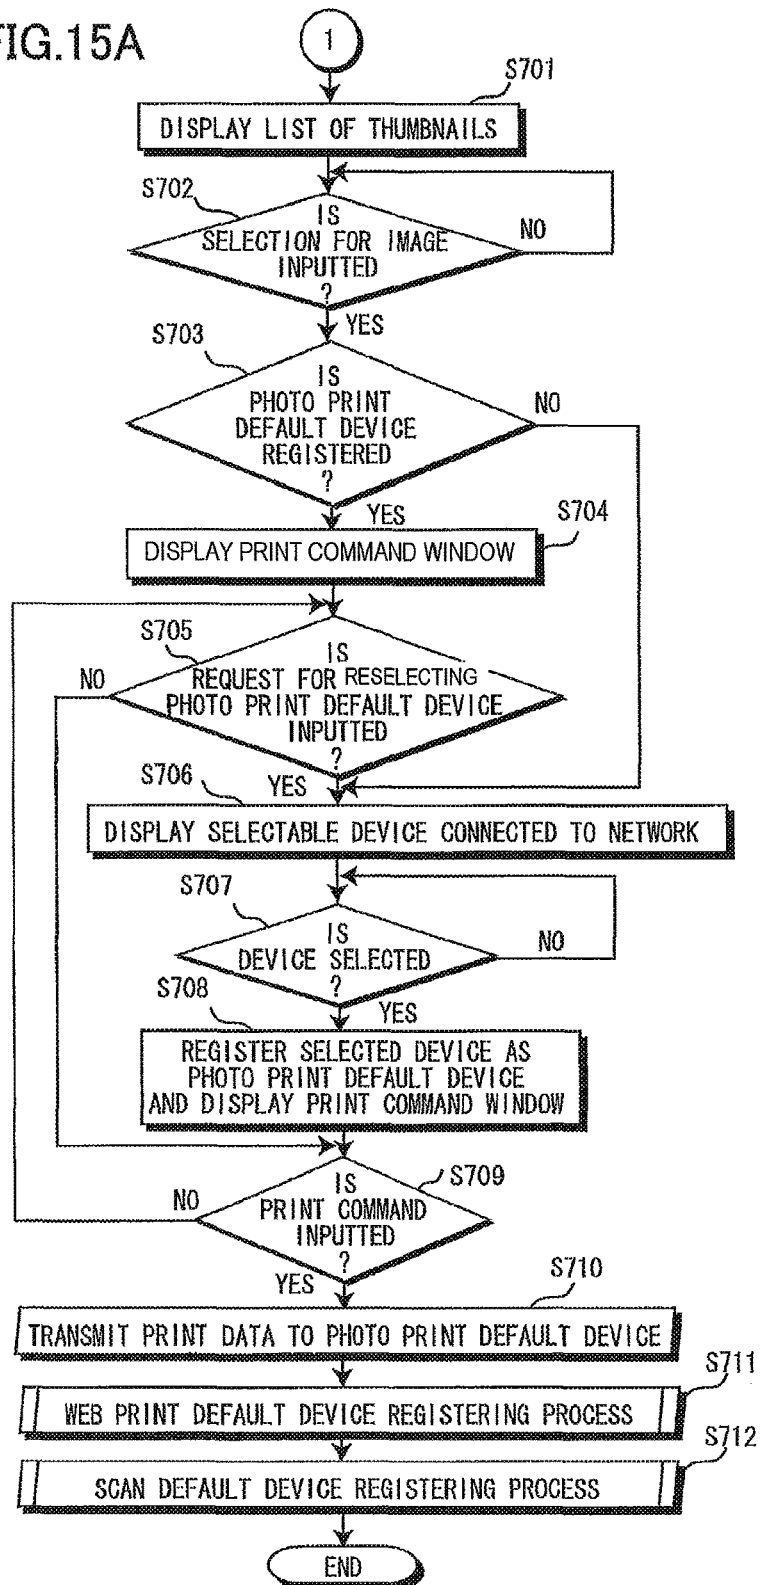 FIG.15A
1
S701
DISPLAY LIST OF THUMBNAILS
S702
IS
SELECTION FOR IMAGE
INPUTTED
?
NO
YES
S703
IS
PHOTO PRINT
DEFAULT DEVICE
REGISTERED
?
NO
YES
S704
DISPLAY PRINT COMMAND WINDOW
S705
IS
REQUEST FOR RESELECTING
PHOTO PRINT DEFAULT DEVICE
INPUTTED
?
NO
YES
S706
DISPLAY SELECTABLE DEVICE CONNECTED TO NETWORK
S707
IS
DEVICE SELECTED
?
NO
YES
S708
REGISTER SELECTED DEVICE AS
PHOTO PRINT DEFAULT DEVICE
AND DISPLAY PRINT COMMAND WINDOW
S709
IS
PRINT COMMAND
INPUTTED
?
NO
YES
S710
TRANSMIT PRINT DATA TO PHOTO PRINT DEFAULT DEVICE
S711
WEB PRINT DEFAULT DEVICE REGISTERING PROCESS
S712
SCAN DEFAULT DEVICE REGISTERING PROCESS
END